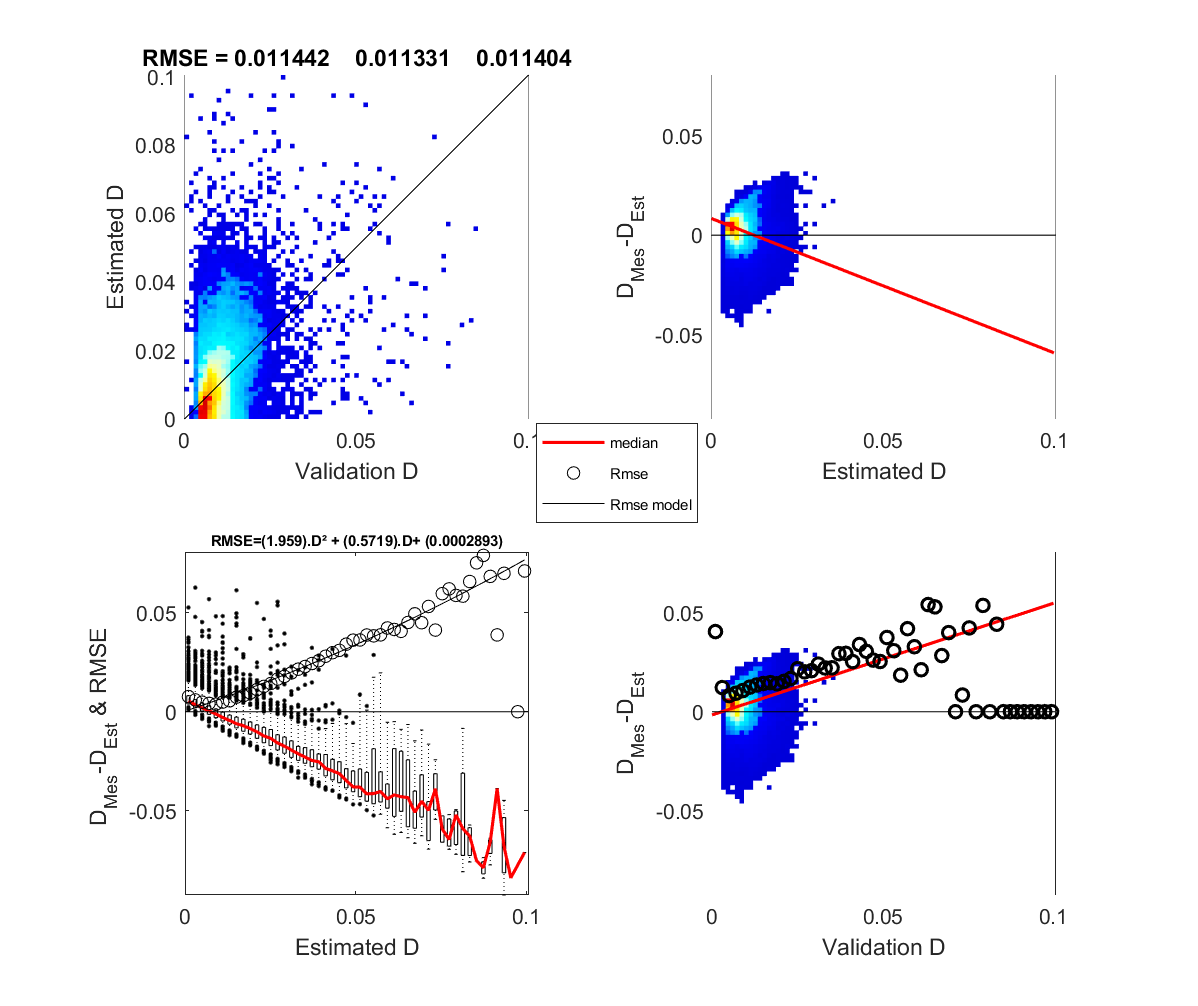 RMSE = 0.011442 0.011331 0.011404
0.1
0.08
0.06
0.04
0.02
0
Estimated D
0 0.05 0.1
Validation D
0.05
0
-0.05
D_Mes-D_Est
0 0.05 0.1
Estimated D
median
Rmse
Rmse model
RMSE=(1.959).D² + (0.5719).D+ (0.0002893)
0.05
0
-0.05
D_Mes-D_Est & RMSE
0 0.05 0.1
Estimated D
0.05
0
-0.05
D_Mes-D_Est
0 0.05 0.1
Validation D